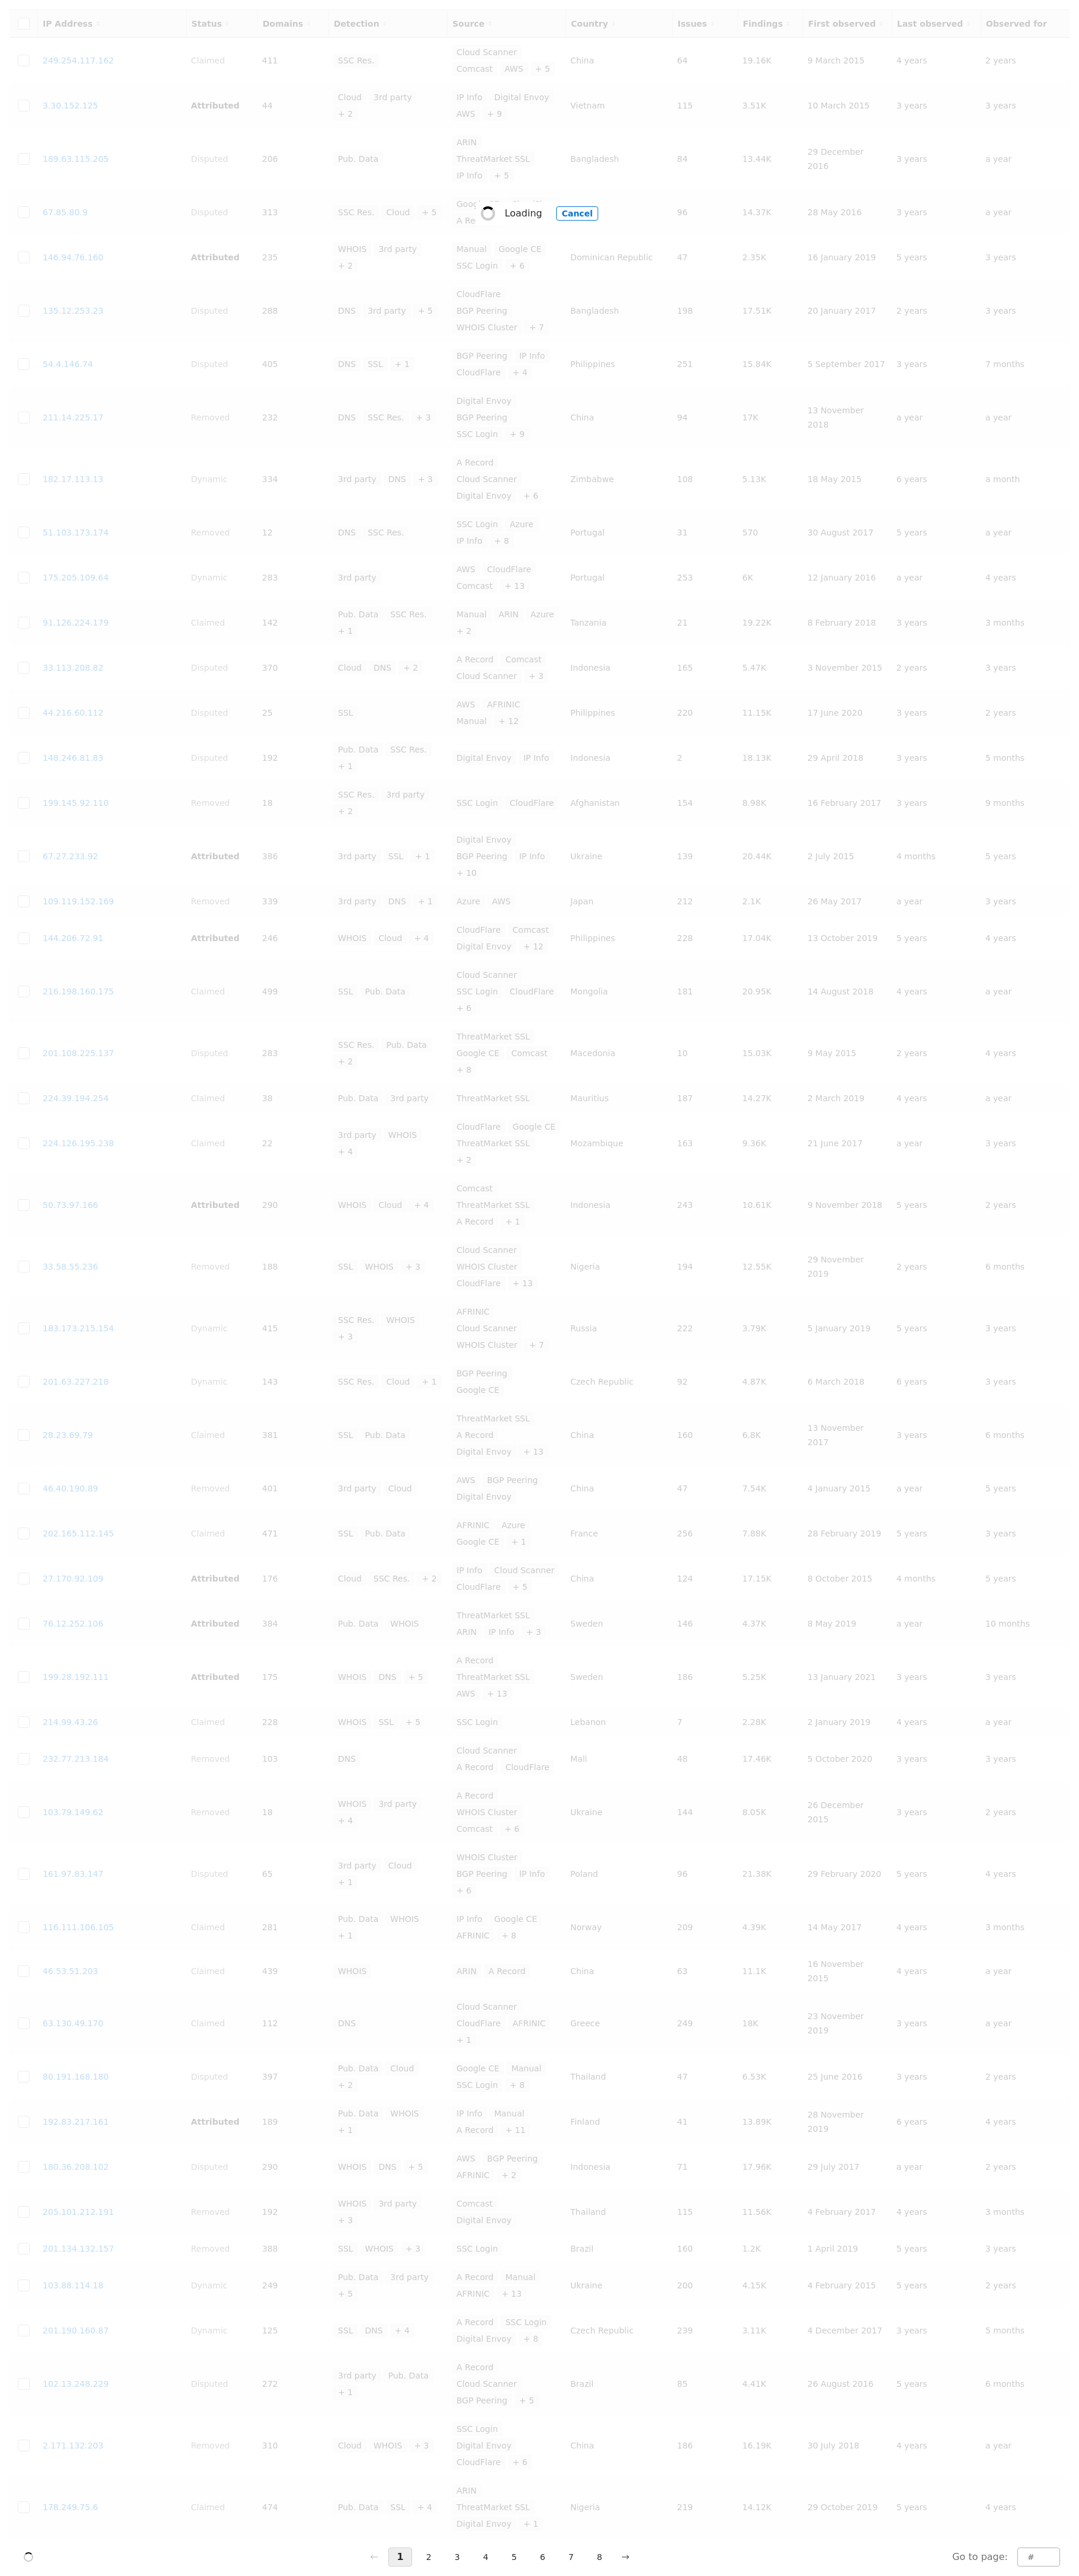 IP Address Status Domains Detection Source Country Issues Findings First observed Last observed Observed for
249.254.117.162 Claimed 411 SSC Res. Cloud Scanner Comcast AWS + 5 China 64 19.16K 9 March 2015 4 years 2 years
3.30.152.125 Attributed 44 Cloud 3rd party + 2 IP Info Digital Envoy AWS + 9 Vietnam 115 3.51K 10 March 2015 3 years 3 years
189.63.115.205 Disputed 206 Pub. Data ARIN ThreatMarket SSL IP Info + 5 Bangladesh 84 13.44K 29 December 2016 3 years a year
67.85.80.9 Disputed 313 SSC Res. Cloud + 5 96 14.37K 28 May 2016 3 years a year
Loading Cancel
146.94.76.160 Attributed 235 WHOIS 3rd party + 2 Manual Google CE SSC Login + 6 Dominican Republic 47 2.35K 16 January 2019 5 years 3 years
135.12.253.23 Disputed 288 DNS 3rd party + 5 CloudFlare BGP Peering WHOIS Cluster + 7 Bangladesh 198 17.51K 20 January 2017 2 years 3 years
54.4.146.74 Disputed 405 DNS SSL + 1 BGP Peering IP Info CloudFlare + 4 Philippines 251 15.84K 5 September 2017 3 years 7 months
211.14.225.17 Removed 232 DNS SSC Res. + 3 Digital Envoy BGP Peering SSC Login + 9 China 94 17K 13 November 2018 a year a year
182.17.113.13 Dynamic 334 3rd party DNS + 3 A Record Cloud Scanner Digital Envoy + 6 Zimbabwe 108 5.13K 18 May 2015 6 years a month
51.103.173.174 Removed 12 DNS SSC Res. SSC Login Azure IP Info + 8 Portugal 31 570 30 August 2017 5 years a year
175.205.109.64 Dynamic 283 3rd party AWS CloudFlare Comcast + 13 Portugal 253 6K 12 January 2016 a year 4 years
91.126.224.179 Claimed 142 Pub. Data SSC Res. + 1 Manual ARIN Azure + 2 Tanzania 21 19.22K 8 February 2018 3 years 3 months
33.113.208.82 Disputed 370 Cloud DNS + 2 A Record Comcast Cloud Scanner + 3 Indonesia 165 5.47K 3 November 2015 2 years 3 years
44.216.60.112 Disputed 25 SSL AWS AFRINIC Manual + 12 Philippines 220 11.15K 17 June 2020 3 years 2 years
148.246.81.83 Disputed 192 Pub. Data SSC Res. + 1 Digital Envoy IP Info Indonesia 2 18.13K 29 April 2018 3 years 5 months
199.145.92.110 Removed 18 SSC Res. 3rd party + 2 SSC Login CloudFlare Afghanistan 154 8.98K 16 February 2017 3 years 9 months
67.27.233.92 Attributed 386 3rd party SSL + 1 Digital Envoy BGP Peering IP Info + 10 Ukraine 139 20.44K 2 July 2015 4 months 5 years
109.119.152.169 Removed 339 3rd party DNS + 1 Azure AWS Japan 212 2.1K 26 May 2017 a year 3 years
144.206.72.91 Attributed 246 WHOIS Cloud + 4 CloudFlare Comcast Digital Envoy + 12 Philippines 228 17.04K 13 October 2019 5 years 4 years
216.198.160.175 Claimed 499 SSL Pub. Data Cloud Scanner SSC Login CloudFlare + 6 Mongolia 181 20.95K 14 August 2018 4 years a year
201.108.225.137 Disputed 283 SSC Res. Pub. Data + 2 ThreatMarket SSL Google CE Comcast + 8 Macedonia 10 15.03K 9 May 2015 2 years 4 years
224.39.194.254 Claimed 38 Pub. Data 3rd party ThreatMarket SSL Mauritius 187 14.27K 2 March 2019 4 years a year
224.126.195.238 Claimed 22 3rd party WHOIS + 4 CloudFlare Google CE ThreatMarket SSL + 2 Mozambique 163 9.36K 21 June 2017 a year 3 years
50.73.97.166 Attributed 290 WHOIS Cloud + 4 Comcast ThreatMarket SSL A Record + 1 Indonesia 243 10.61K 9 November 2018 5 years 2 years
33.58.55.236 Removed 188 SSL WHOIS + 3 Cloud Scanner WHOIS Cluster CloudFlare + 13 Nigeria 194 12.55K 29 November 2019 2 years 6 months
183.173.215.154 Dynamic 415 SSC Res. WHOIS + 3 AFRINIC Cloud Scanner WHOIS Cluster + 7 Russia 222 3.79K 5 January 2019 5 years 3 years
201.63.227.218 Dynamic 143 SSC Res. Cloud + 1 BGP Peering Google CE Czech Republic 92 4.87K 6 March 2018 6 years 3 years
28.23.69.79 Claimed 381 SSL Pub. Data ThreatMarket SSL A Record Digital Envoy + 13 China 160 6.8K 13 November 2017 3 years 6 months
46.40.190.89 Removed 401 3rd party Cloud AWS BGP Peering Digital Envoy China 47 7.54K 4 January 2015 a year 5 years
202.165.112.145 Claimed 471 SSL Pub. Data AFRINIC Azure Google CE + 1 France 256 7.88K 28 February 2019 5 years 3 years
27.170.92.109 Attributed 176 Cloud SSC Res. + 2 IP Info Cloud Scanner CloudFlare + 5 China 124 17.15K 8 October 2015 4 months 5 years
76.12.252.106 Attributed 384 Pub. Data WHOIS ThreatMarket SSL ARIN IP Info + 3 Sweden 146 4.37K 8 May 2019 a year 10 months
199.28.192.111 Attributed 175 WHOIS DNS + 5 A Record ThreatMarket SSL AWS + 13 Sweden 186 5.25K 13 January 2021 3 years 3 years
214.99.43.26 Claimed 228 WHOIS SSL + 5 SSC Login Lebanon 7 2.28K 2 January 2019 4 years a year
232.77.213.184 Removed 103 DNS Cloud Scanner A Record CloudFlare Mali 48 17.46K 5 October 2020 3 years 3 years
103.79.149.62 Removed 18 WHOIS 3rd party + 4 A Record WHOIS Cluster Comcast + 6 Ukraine 144 8.05K 26 December 2015 3 years 2 years
161.97.83.147 Disputed 65 3rd party Cloud + 1 WHOIS Cluster BGP Peering IP Info + 6 Poland 96 21.38K 29 February 2020 5 years 4 years
116.111.106.105 Claimed 281 Pub. Data WHOIS + 1 IP Info Google CE AFRINIC + 8 Norway 209 4.39K 14 May 2017 4 years 3 months
46.53.51.203 Claimed 439 WHOIS ARIN A Record China 63 11.1K 16 November 2015 4 years a year
63.130.49.170 Claimed 112 DNS Cloud Scanner CloudFlare AFRINIC + 1 Greece 249 18K 23 November 2019 3 years a year
80.191.168.180 Disputed 397 Pub. Data Cloud + 2 Google CE Manual SSC Login + 8 Thailand 47 6.53K 25 June 2016 3 years 2 years
192.83.217.161 Attributed 189 Pub. Data WHOIS + 1 IP Info Manual A Record + 11 Finland 41 13.89K 28 November 2019 6 years 4 years
180.36.208.102 Disputed 290 WHOIS DNS + 5 AWS BGP Peering AFRINIC + 2 Indonesia 71 17.96K 29 July 2017 a year 2 years
205.101.212.191 Removed 192 WHOIS 3rd party + 3 Comcast Digital Envoy Thailand 115 11.56K 4 February 2017 4 years 3 months
201.134.132.157 Removed 388 SSL WHOIS + 3 SSC Login Brazil 160 1.2K 1 April 2019 5 years 3 years
103.88.114.18 Dynamic 249 Pub. Data 3rd party + 5 A Record Manual AFRINIC + 13 Ukraine 200 4.15K 4 February 2015 5 years 2 years
201.190.160.87 Dynamic 125 SSL DNS + 4 A Record SSC Login Digital Envoy + 8 Czech Republic 239 3.11K 4 December 2017 3 years 5 months
102.13.248.229 Disputed 272 3rd party Pub. Data + 1 A Record Cloud Scanner BGP Peering + 5 Brazil 85 4.41K 26 August 2016 5 years 6 months
2.171.132.203 Removed 310 Cloud WHOIS + 3 SSC Login Digital Envoy CloudFlare + 6 China 186 16.19K 30 July 2018 4 years a year
178.249.75.6 Claimed 474 Pub. Data SSL + 4 ARIN ThreatMarket SSL Digital Envoy + 1 Nigeria 219 14.12K 29 October 2019 5 years 4 years
← 1 2 3 4 5 6 7 8 → Go to page: #